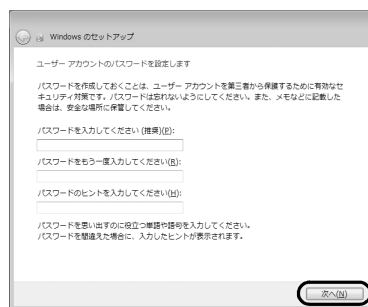 Windows のセットアップ
ユーザー アカウントのパスワードを設定します
パスワードを作成しておくことは、ユーザー アカウントを第三者から保護するために有効なセ
キュリティ対策です。パスワードは忘れないようにしてください。また、メモなどに記載した
場合は、安全な場所に保管してください。
パスワードを入力してください (推奨)(P):
パスワードをもう一度入力してください(R):
パスワードのヒントを入力してください(H):
パスワードを思い出すのに役立つ単語や語句を入力してください。
パスワードを間違えた場合に、入力したヒントが表示されます。
次へ(N)